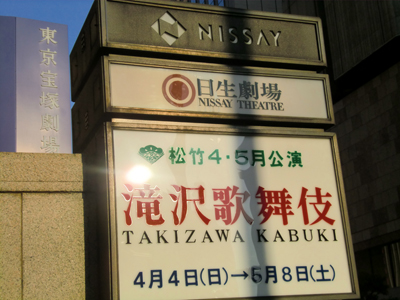 東京宝塚劇場
NISSAY
日生劇場
NISSAY THEATRE
松竹4・5月公演
滝沢歌舞伎
TAKIZAWA KABUKI
4月4日(日)→5月8日(土)